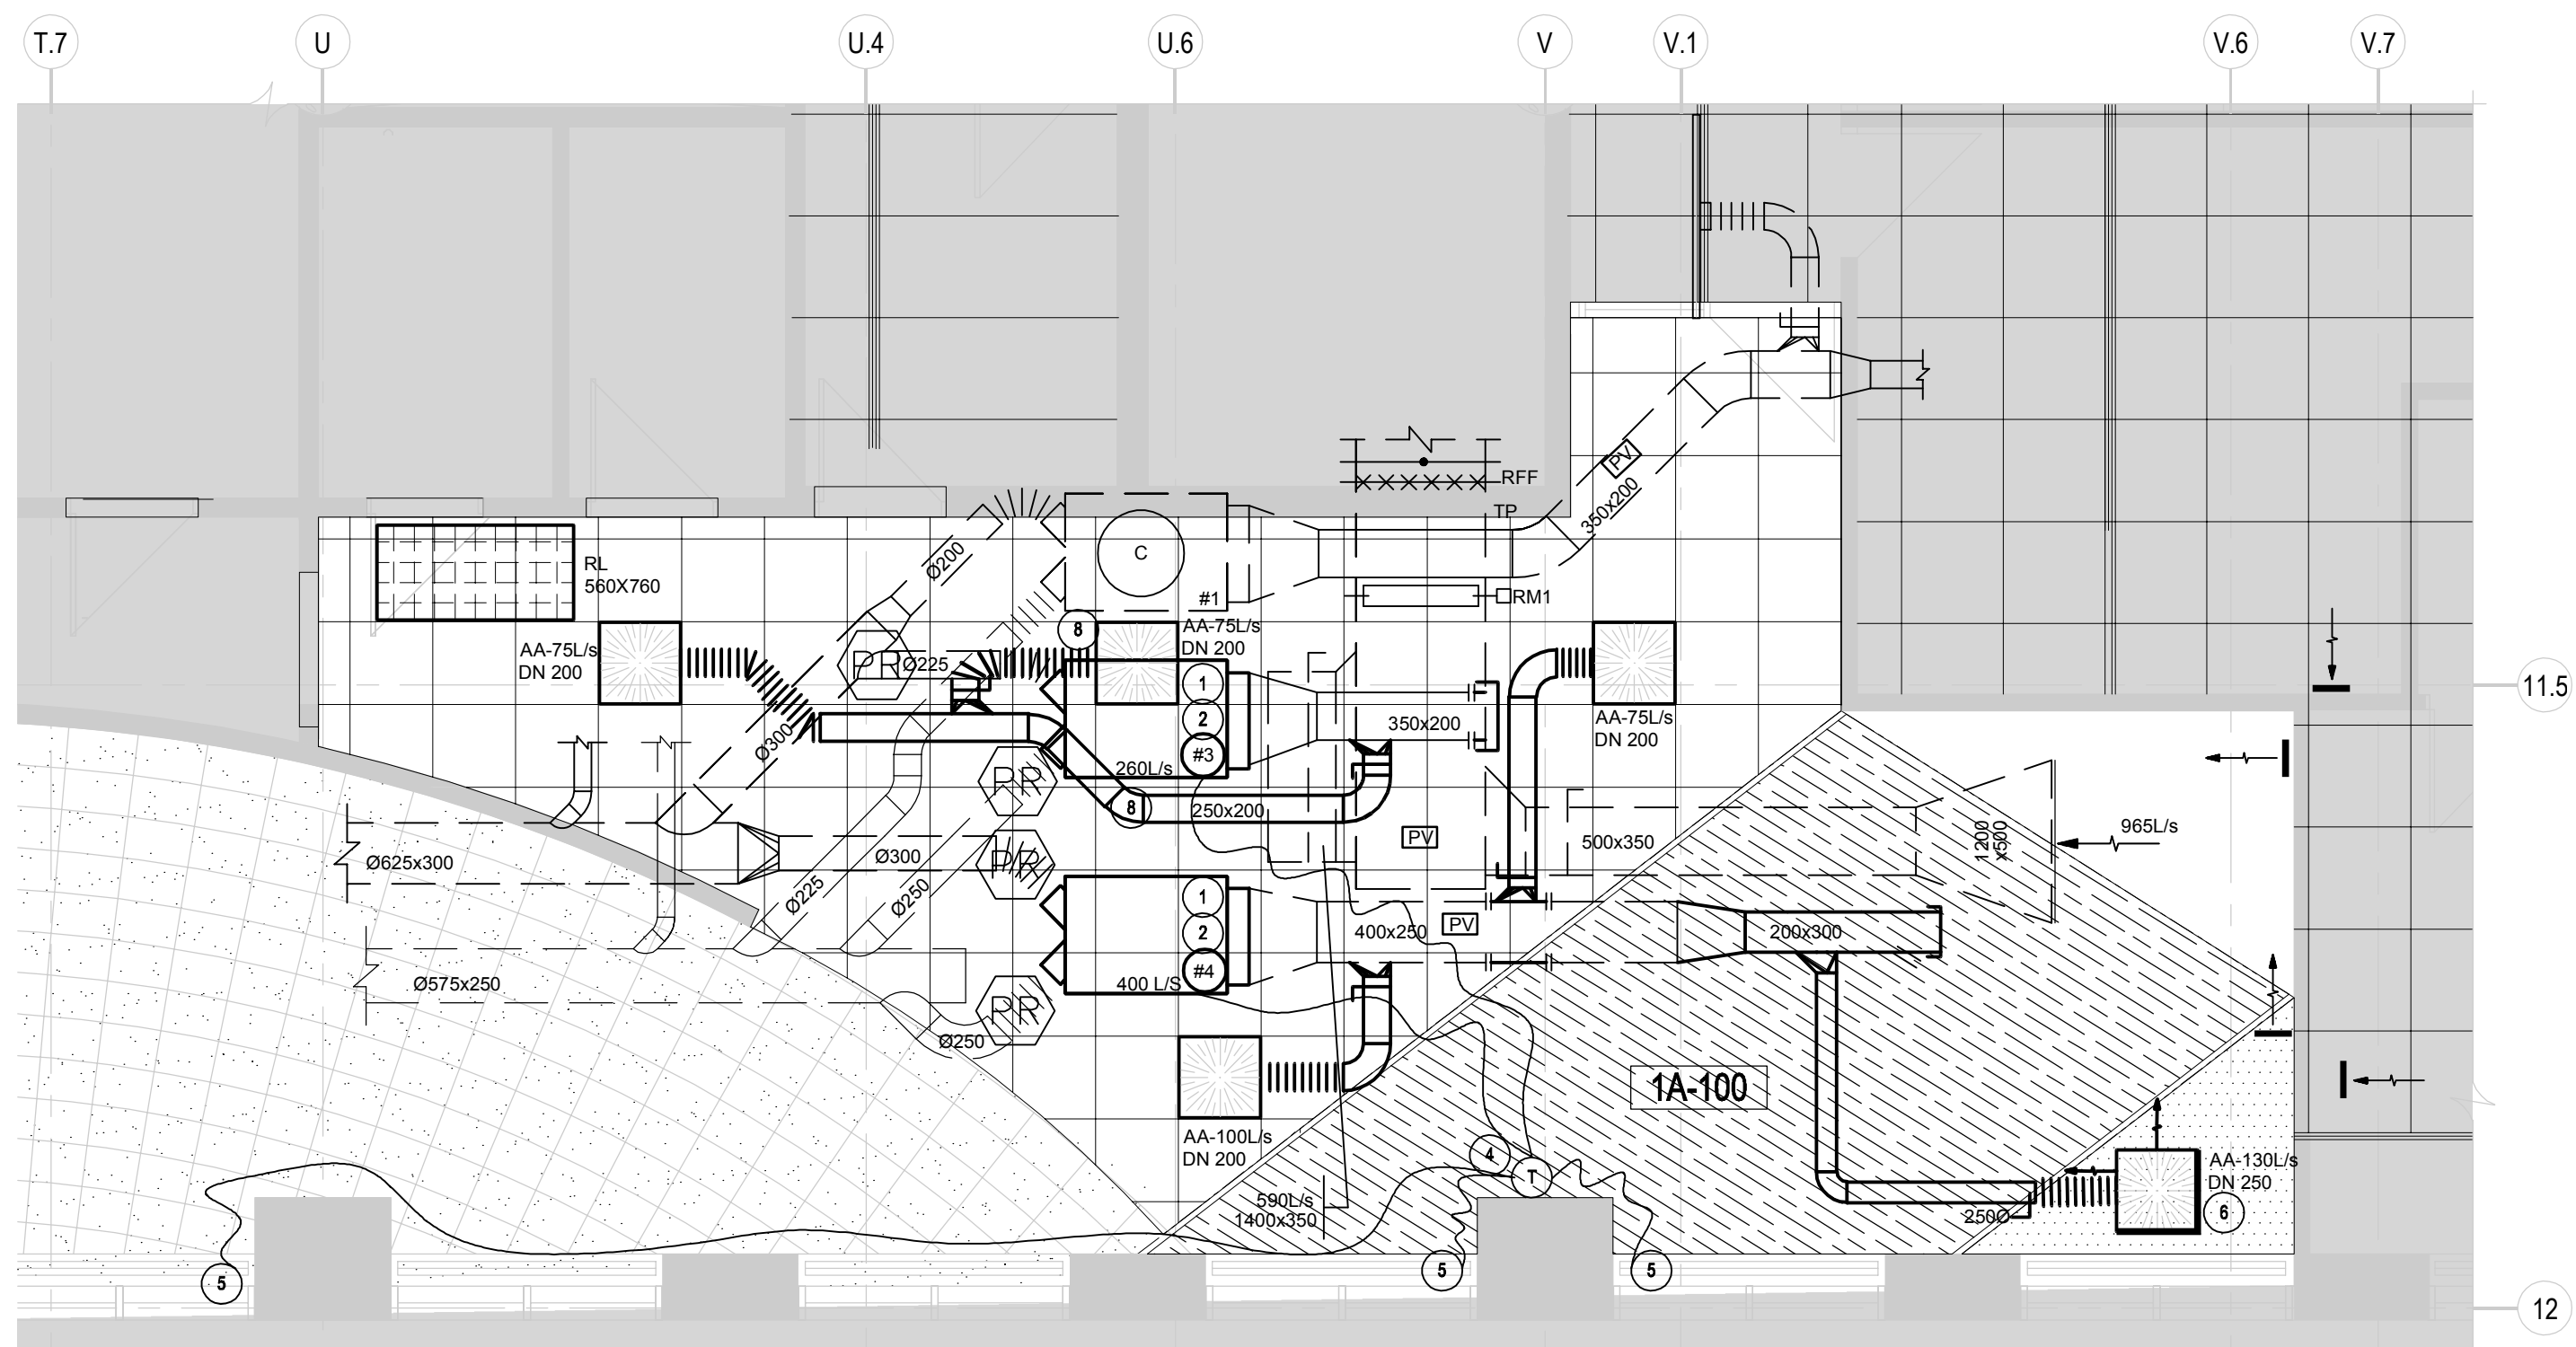 T.7
U
U.4
U.6
V
V.1
V.6
V.7
RFF
PV
350x200
TP
Ø200
C
#1
RM1
RL
560X760
8
AA-75L/s
DN 200
AA-75L/s
DN 200
PR
Ø225
1
2
#3
11.5
350x200
AA-75L/s
DN 200
Ø300
260L/s
PR
8
250x200
PV
500x350
1200
x500
965L/s
Ø625x300
Ø300
PR
Ø225
Ø250
1
2
#4
400x250
PV
200x300
Ø575x250
400 L/S
PR
Ø250
1A-100
AA-100L/s
DN 200
4
T
AA-130L/s
DN 250
6
590L/s
1400x350
250Ø
5
5
5
12